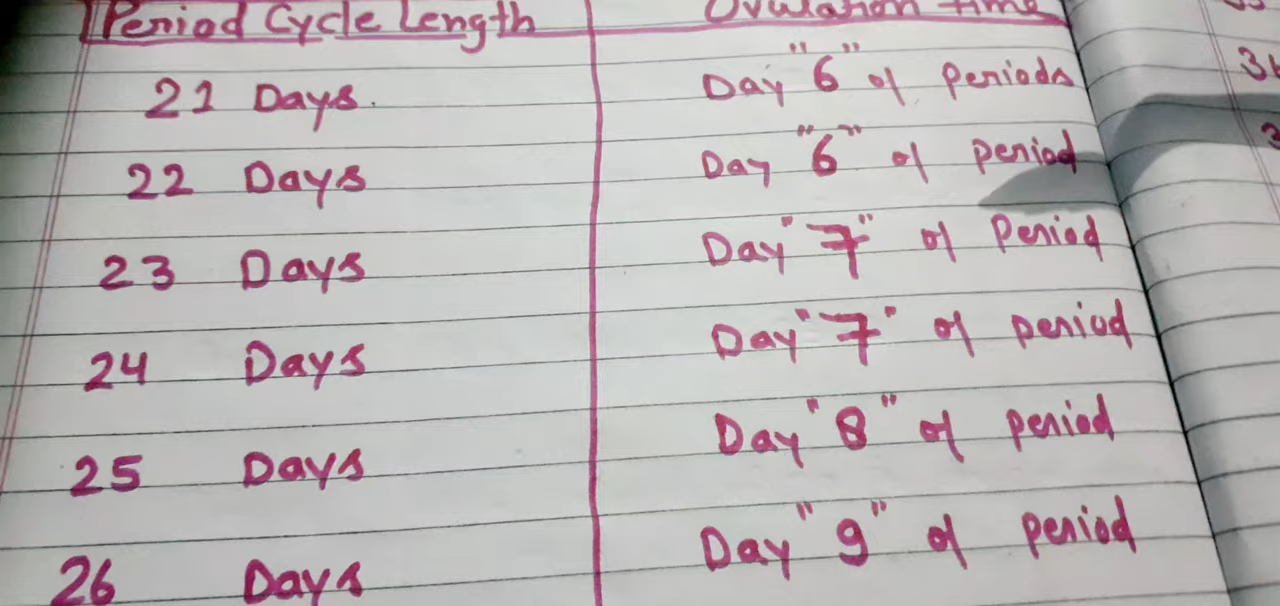 Period Cycle Length Ovulation time
21 Days. Day "6" of periods
22 Days Day "6" of period
23 Days Day "7" of Period
24 Days Day "7" of period
25 Days Day "8" of period
26 Days Day "9" of period